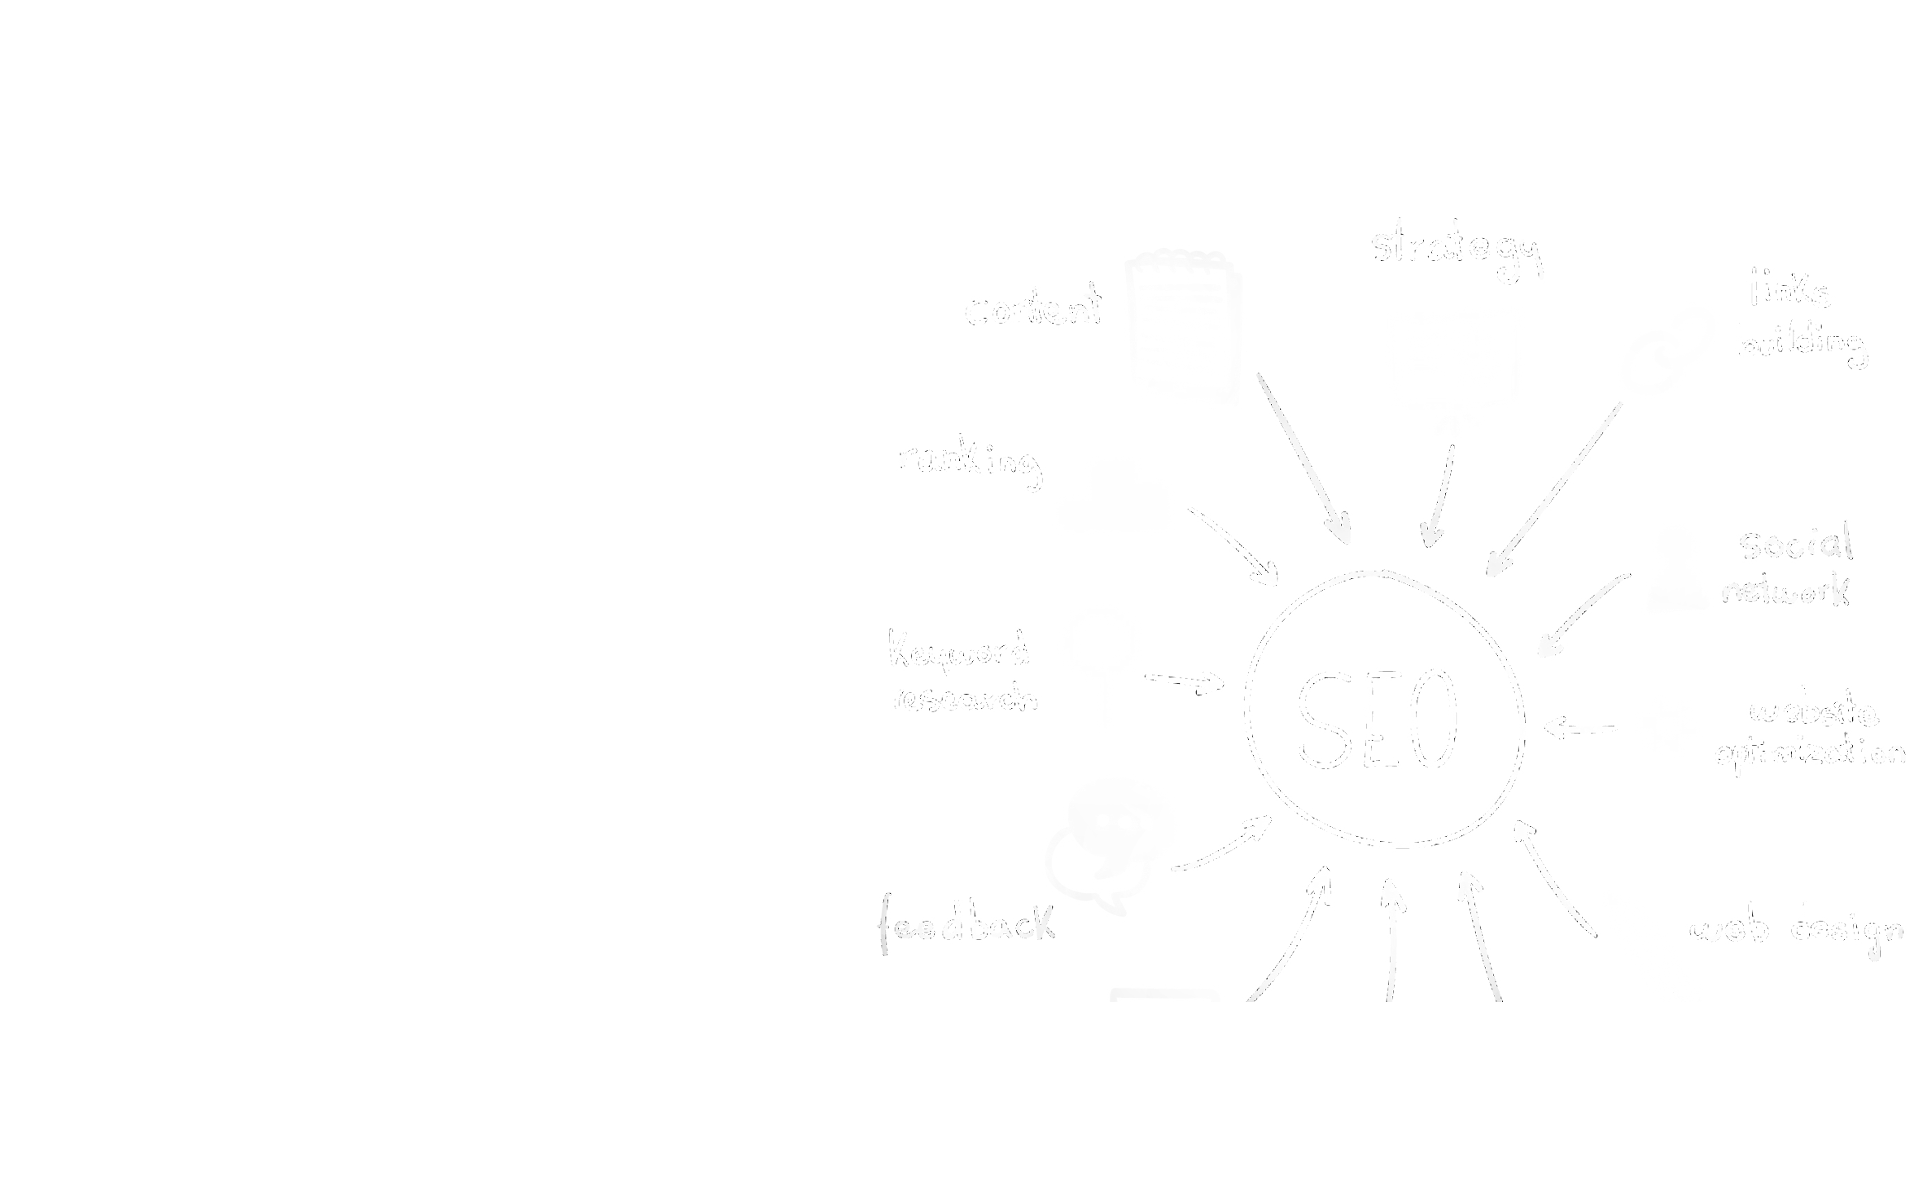 strategy
content
links
building
ranking
social
network
Keyword
research
SEO
website
optimization
feedback
web design